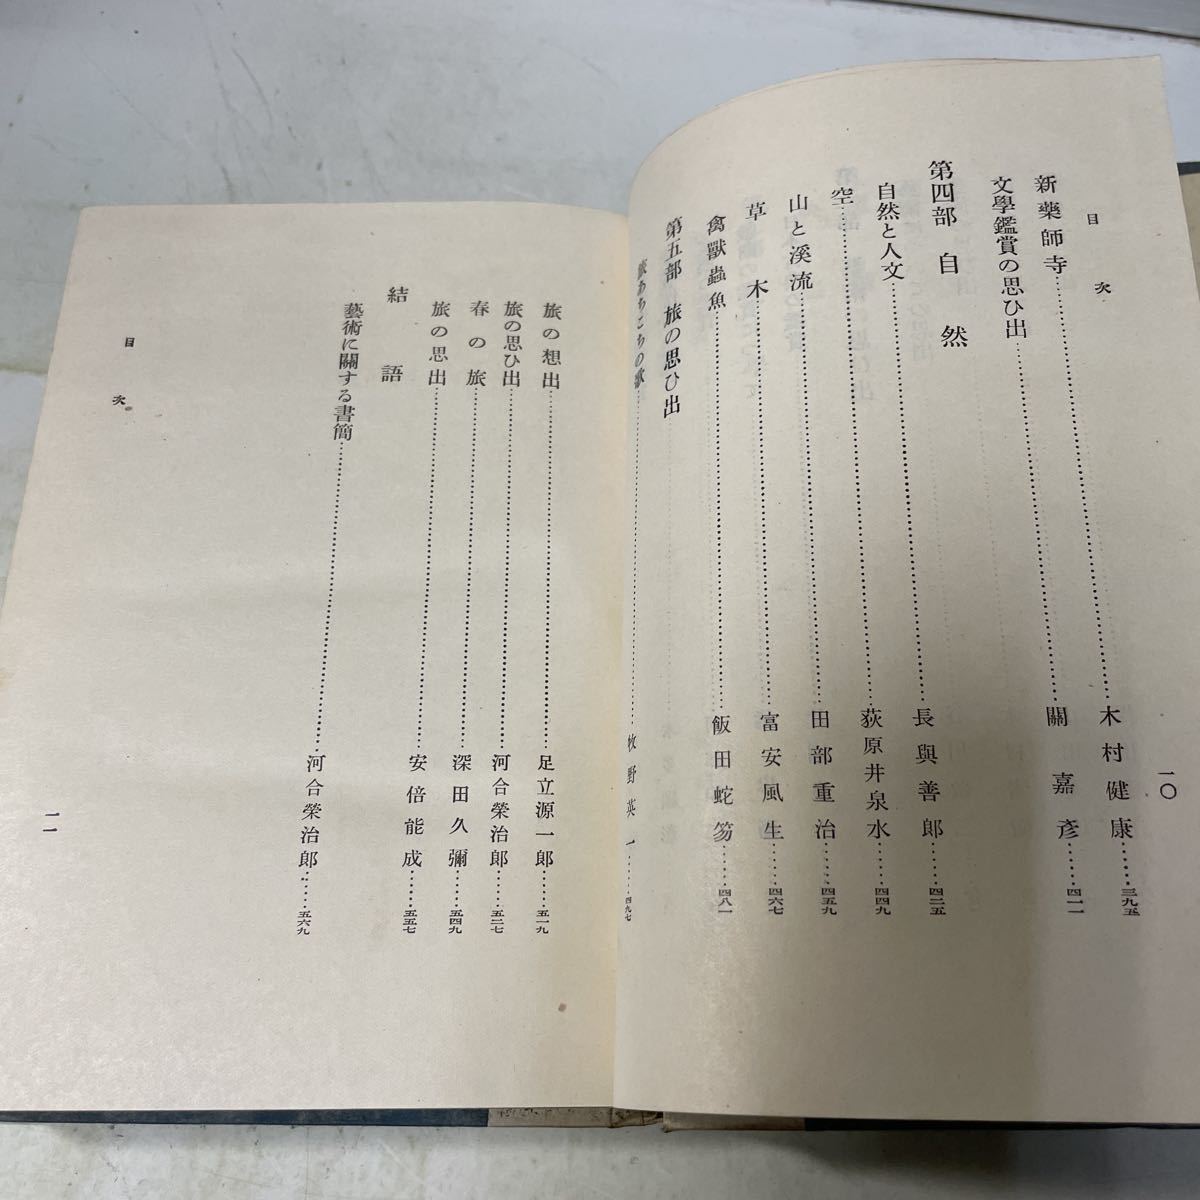 目次
一〇
新藥師寺……木村健康……三九五
文學鑑賞の思ひ出……關嘉彥……四一一
第四部 自然
自然と人文……長與善郎……四二五
空……荻原井泉水……四四九
山と溪流……田部重治……四五九
草木……富安風生……四六七
禽獸蟲魚……飯田蛇笏……四八一
第五部 旅の思ひ出
旅あちこちの歌……牧野英一……四九七
旅の想出……足立源一郎……五一九
旅の思ひ出……河合榮治郎……五二七
春の旅……深田久彌……五四九
旅の思出……安倍能成……五五七
結語
藝術に關する書簡……河合榮治郎……五六九
目次
一一